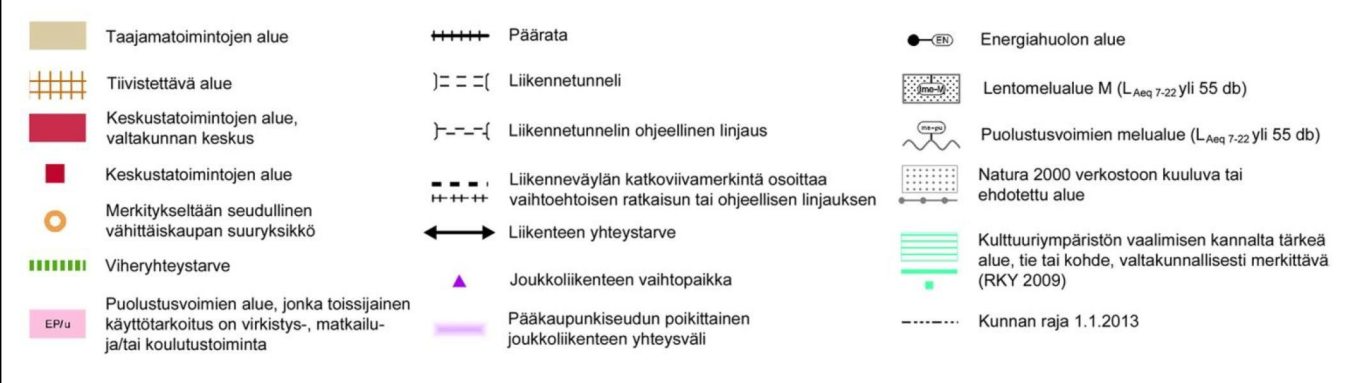 Taajamatoimintojen alue
Tiivistettävä alue
Keskustatoimintojen alue,
valtakunnan keskus
Keskustatoimintojen alue
Merkitykseltään seudullinen
vähittäiskaupan suuryksikkö
Viheryhteystarve
EP/u
Puolustusvoimien alue, jonka toissijainen
käyttötarkoitus on virkistys-, matkailu-
ja/tai koulutustoiminta
Päärata
Liikennetunneli
Liikennetunnelin ohjeellinen linjaus
Liikenneväylän katkoviivamerkintä osoittaa
vaihtoehtoisen ratkaisun tai ohjeellisen linjauksen
Liikenteen yhteystarve
Joukkoliikenteen vaihtopaikka
Pääkaupunkiseudun poikittainen
joukkoliikenteen yhteysväli
EN
Energiahuolon alue
lme-M
Lentomelualue M (LAeq 7-22 yli 55 db)
me-pu
Puolustusvoimien melualue (LAeq 7-22 yli 55 db)
Natura 2000 verkostoon kuuluva tai
ehdotettu alue
Kulttuuriympäristön vaalimisen kannalta tärkeä
alue, tie tai kohde, valtakunnallisesti merkittävä
(RKY 2009)
Kunnan raja 1.1.2013